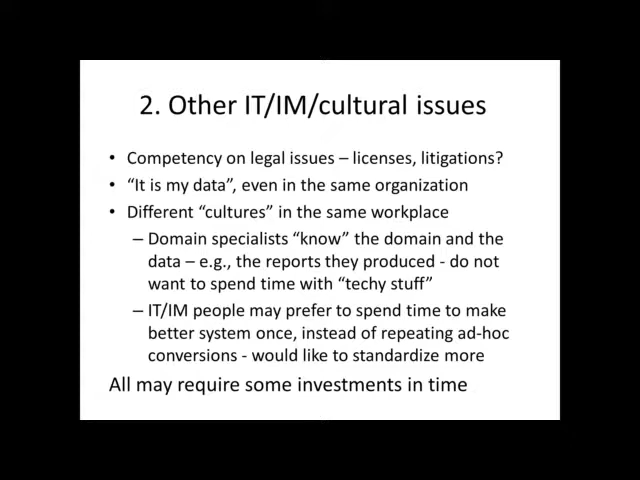 2. Other IT/IM/cultural issues
• Competency on legal issues – licenses, litigations?
• “It is my data”, even in the same organization
• Different “cultures” in the same workplace
– Domain specialists “know” the domain and the
data – e.g., the reports they produced - do not
want to spend time with “techy stuff”
– IT/IM people may prefer to spend time to make
better system once, instead of repeating ad-hoc
conversions - would like to standardize more
All may require some investments in time